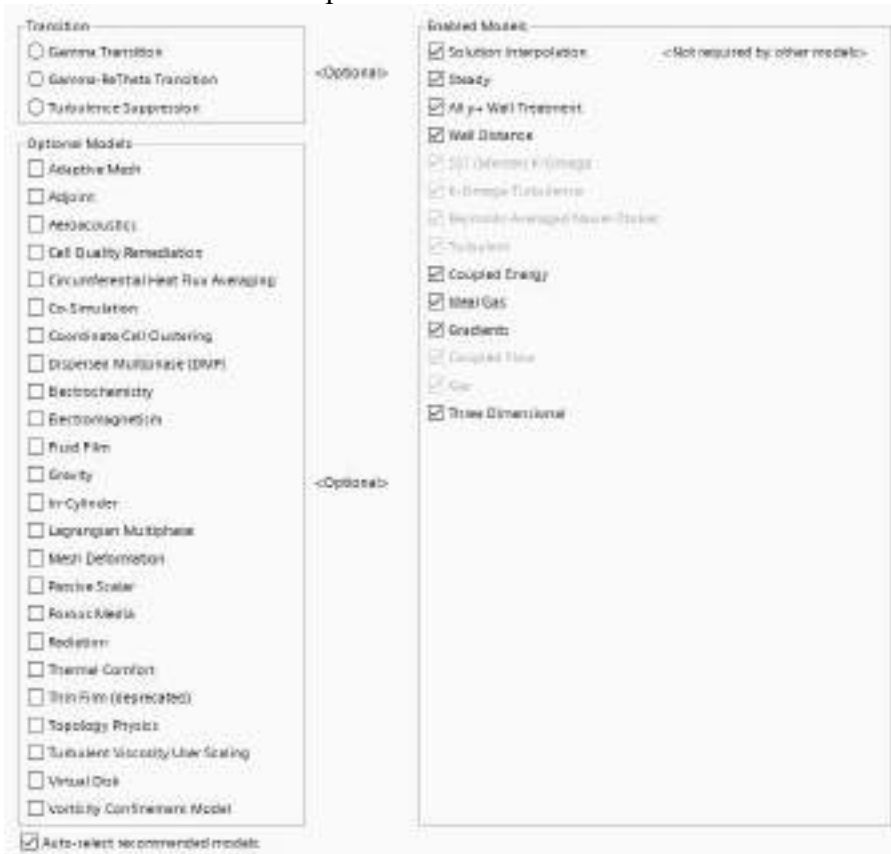 Transition
Gamma Transition
Gamma-ReTheta Transition
Turbulence Suppression
<Optional>
Optional Models
Adaptive Mesh
Adjoint
Aeroacoustics
Cell Quality Remediation
Circumferential Heat Flux Averaging
Co-Simulation
Coordinate Cell Clustering
Dispersed Multiphase (DMP)
Electrochemistry
Electromagnetism
Fluid Film
Gravity
In-Cylinder
Lagrangian Multiphase
Mesh Deformation
Passive Scalar
Porous Media
Radiation
Thermal Comfort
Thin Film (deprecated)
Topology Physics
Turbulent Viscosity User Scaling
Virtual Disk
Vorticity Confinement Model
<Optional>
Auto-select recommended models
Enabled Models
Solution Interpolation <Not required by other models>
Steady
All y+ Wall Treatment
Wall Distance
SST (Menter) K-Omega
K-Omega Turbulence
Reynolds-Averaged Navier-Stokes
Turbulent
Coupled Energy
Ideal Gas
Gradients
Coupled Flow
Gas
Three Dimensional